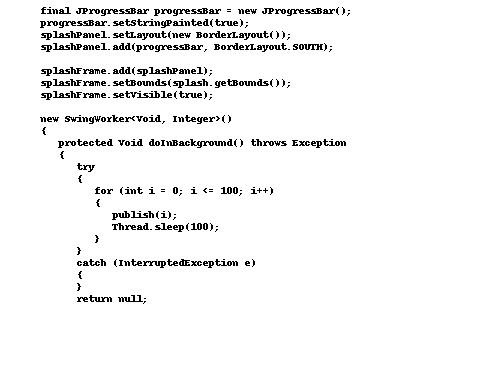 final JProgressBar progressBar = new JProgressBar();
progressBar.setStringPainted(true);
splashPanel.setLayout(new BorderLayout());
splashPanel.add(progressBar, BorderLayout.SOUTH);

splashFrame.add(splashPanel);
splashFrame.setBounds(splash.getBounds());
splashFrame.setVisible(true);

new SwingWorker<Void, Integer>()
{
   protected Void doInBackground() throws Exception
   {
      try
      {
         for (int i = 0; i <= 100; i++)
         {
            publish(i);
            Thread.sleep(100);
         }
      }
      catch (InterruptedException e)
      {
      }
      return null;